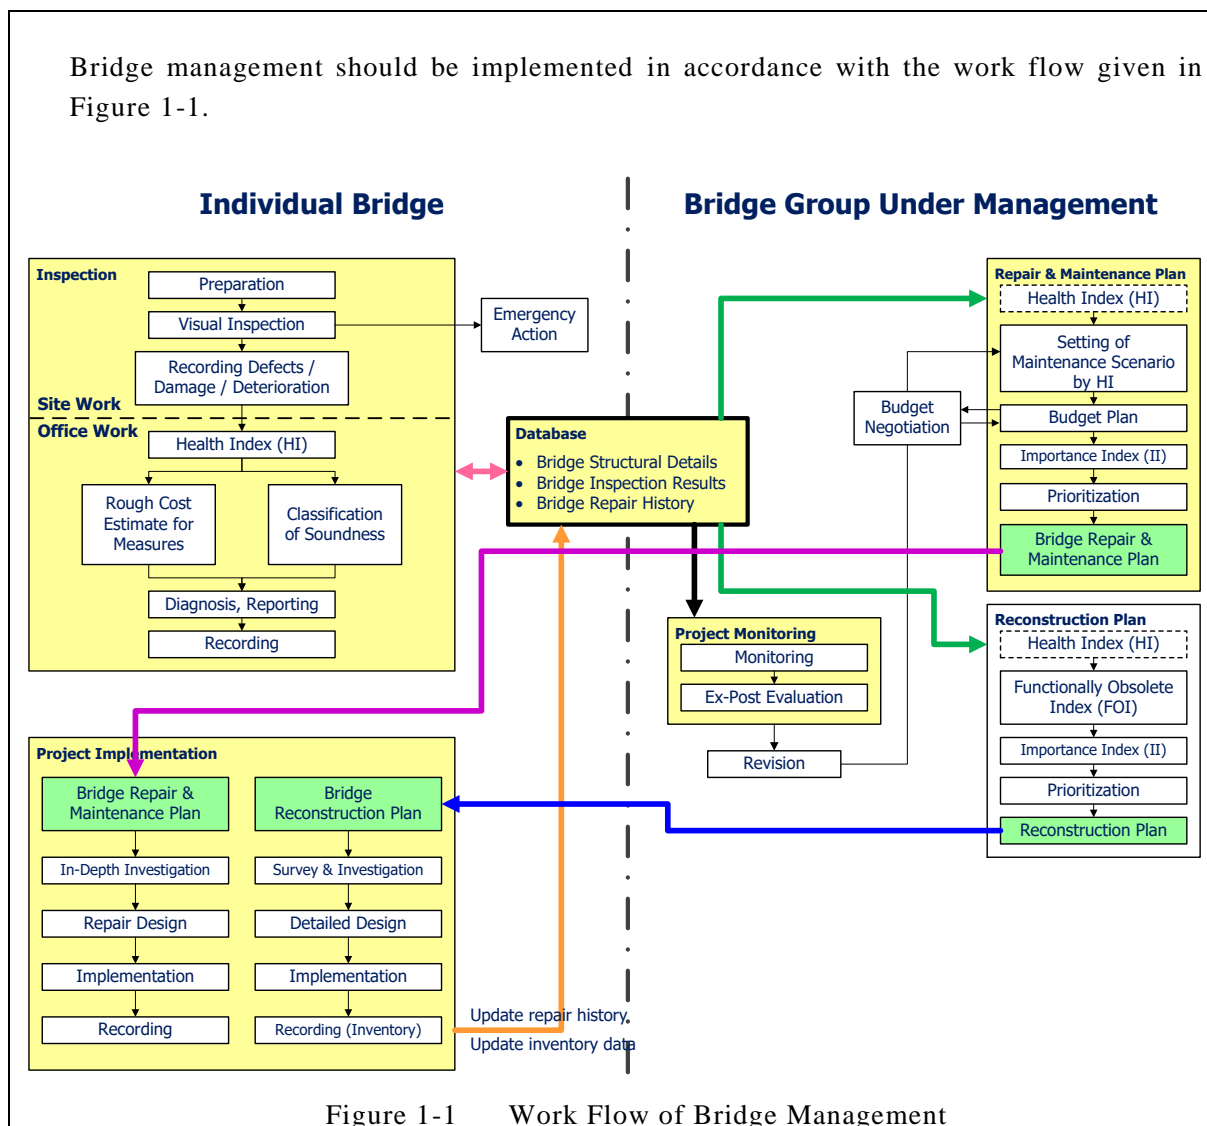 Bridge management should be implemented in accordance with the work flow given in
Figure 1-1.
Individual Bridge
Bridge Group Under Management
Inspection
Preparation
Visual Inspection
Emergency
Action
Recording Defects /
Damage / Deterioration
Site Work
Office Work
Health Index (HI)
Rough Cost
Estimate for
Measures
Classification
of Soundness
Diagnosis, Reporting
Recording
Database
• Bridge Structural Details
• Bridge Inspection Results
• Bridge Repair History
Repair & Maintenance Plan
Health Index (HI)
Setting of
Maintenance Scenario
by HI
Budget
Negotiation
Budget Plan
Importance Index (II)
Prioritization
Bridge Repair &
Maintenance Plan
Project Monitoring
Monitoring
Ex-Post Evaluation
Revision
Reconstruction Plan
Health Index (HI)
Functionally Obsolete
Index (FOI)
Importance Index (II)
Prioritization
Reconstruction Plan
Project Implementation
Bridge Repair &
Maintenance Plan
In-Depth Investigation
Repair Design
Implementation
Recording
Bridge
Reconstruction Plan
Survey & Investigation
Detailed Design
Implementation
Recording (Inventory)
Update repair history,
Update inventory data
Figure 1-1 Work Flow of Bridge Management